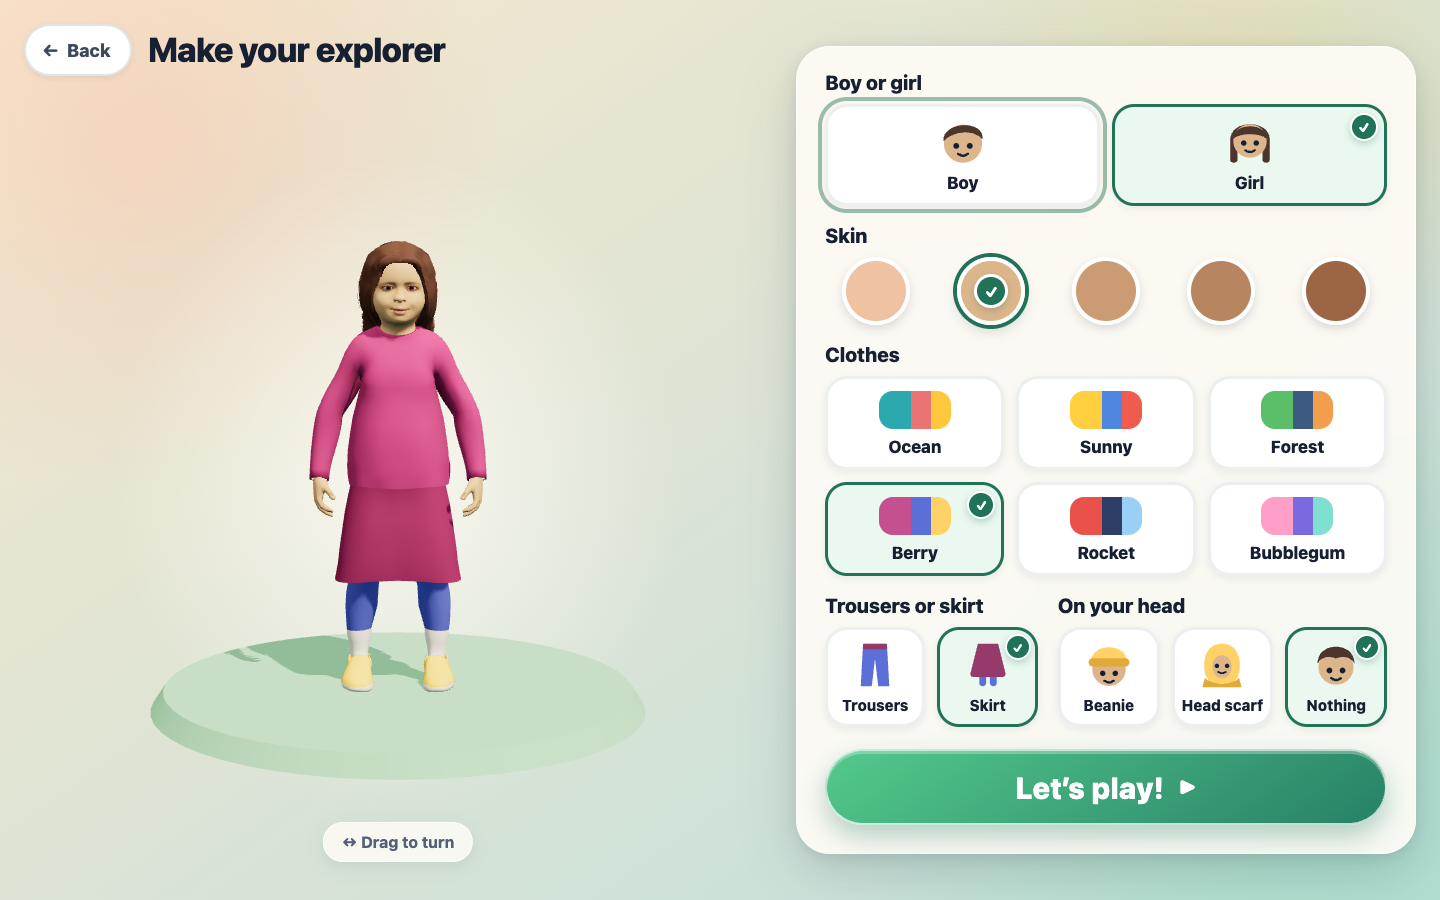 ← Back
Make your explorer
Boy or girl
Boy
Girl
Skin
Clothes
Ocean
Sunny
Forest
Berry
Rocket
Bubblegum
Trousers or skirt
On your head
Trousers
Skirt
Beanie
Head scarf
Nothing
Let's play!
↔ Drag to turn